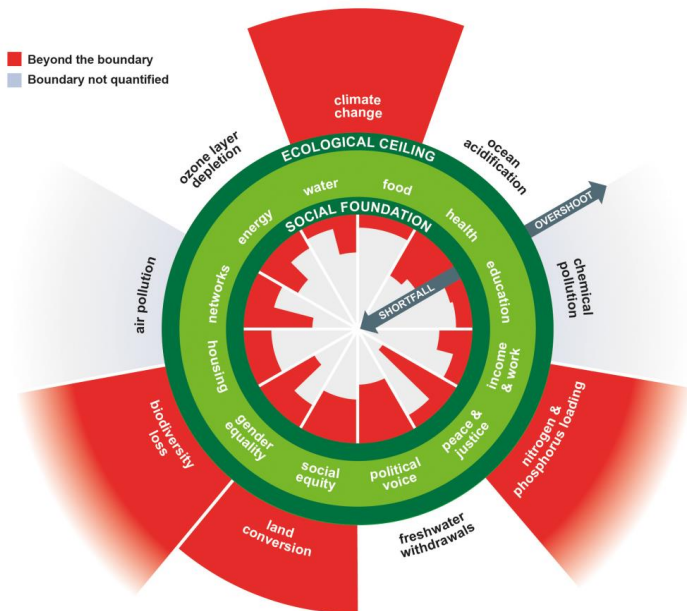 Beyond the boundary
Boundary not quantified
climate
change
ozone layer
depletion
ECOLOGICAL CEILING
ocean
acidification
water
food
energy
SOCIAL FOUNDATION
health
OVERSHOOT
air pollution
networks
SHORTFALL
education
chemical
pollution
housing
income
& work
biodiversity
loss
gender
equality
social
equity
political
voice
peace &
justice
nitrogen &
phosphorus loading
land
conversion
freshwater
withdrawals